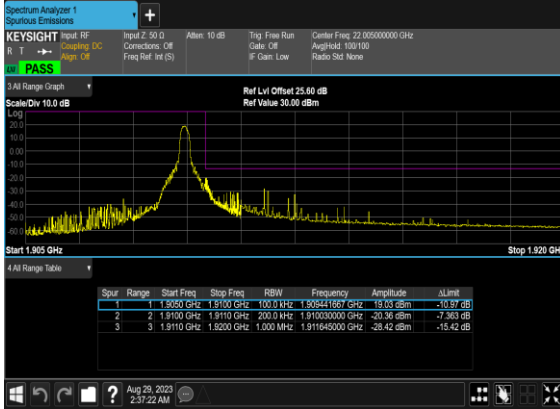 Spectrum Analyzer 1
Spurious Emissions
+
KEYSIGHT Input: RF Input Z: 50 Ω Atten: 10 dB Trig: Free Run Center Freq: 22.005000000 GHz
R T Coupling: DC Corrections: Off Gate: Off Avg|Hold: 100/100
Align: Off Freq Ref: Int (S) IF Gain: Low Radio Std: None
PASS
3 All Range Graph
Ref Lvl Offset 25.60 dB
Scale/Div 10.0 dB Ref Value 30.00 dBm
Log
20.0
10.0
0.00
-10.0
-20.0
-30.0
-40.0
-50.0
-60.0
Start 1.905 GHz Stop 1.920 GH
4 All Range Table
Spur Range Start Freq Stop Freq RBW Frequency Amplitude ΔLimit
1 1 1.9050 GHz 1.9100 GHz 100.0 kHz 1.909441667 GHz 19.03 dBm -10.97 dB
2 2 1.9100 GHz 1.9110 GHz 200.0 kHz 1.910030000 GHz -20.36 dBm -7.363 dB
3 3 1.9110 GHz 1.9200 GHz 1.000 MHz 1.911645000 GHz -28.42 dBm -15.42 dB
? Aug 29, 2023
2:37:22 AM